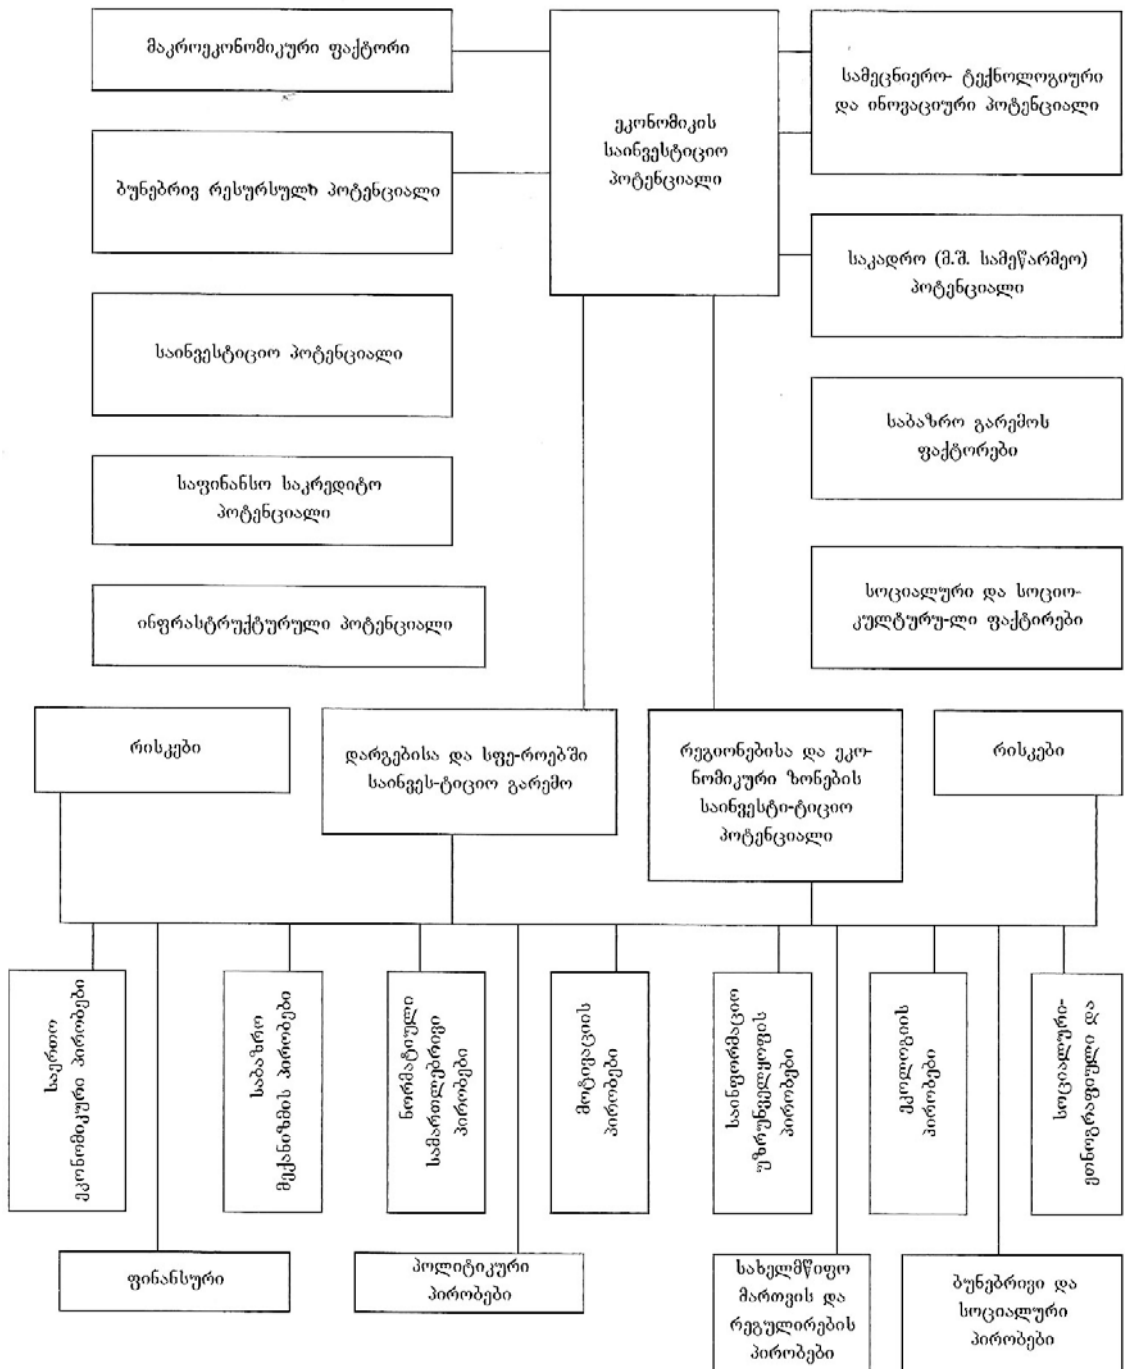 მაკროეკონომიკური ფაქტორი
ეკონომიკის
საინვესტიციო
პოტენციალი
სამეცნიერო- ტექნოლოგიური
და ინოვაციური პოტენციალი
ბუნებრივ რესურსული პოტენციალი
საკადრო (მ.შ. სამეწარმეო)
პოტენციალი
საინვესტიციო პოტენციალი
საბაზრო გარემოს
ფაქტორები
საფინანსო საკრედიტო
პოტენციალი
ინფრასტრუქტურული პოტენციალი
სოციალური და სოციო-
კულტურუ-ლი ფაქტირები
რისკები
დარგებისა და სფე-როებში
საინვეს-ტიციო გარემო
რეგიონებისა და ეკო-
ნომიკური ზონების
საინვესტი-ტიციო
პოტენციალი
რისკები
საერთო
ეკონომიკური პირობები
საბაზრო
მექანიზმის პირობები
ნორმატიული
სამართლებრივი
პირობები
მოტივაციის
პირობები
საინფორმაციო
უზრუნველყოფის
პირობები
ეკოლოგიის
პირობები
სოციალური-
ეთნოგრაფიული და
ფინანსური
პოლიტიკური
პირობები
სახელმწიფო
მართვის და
რეგულირების
პირობები
ბუნებრივი და
სოციალური
პირობები